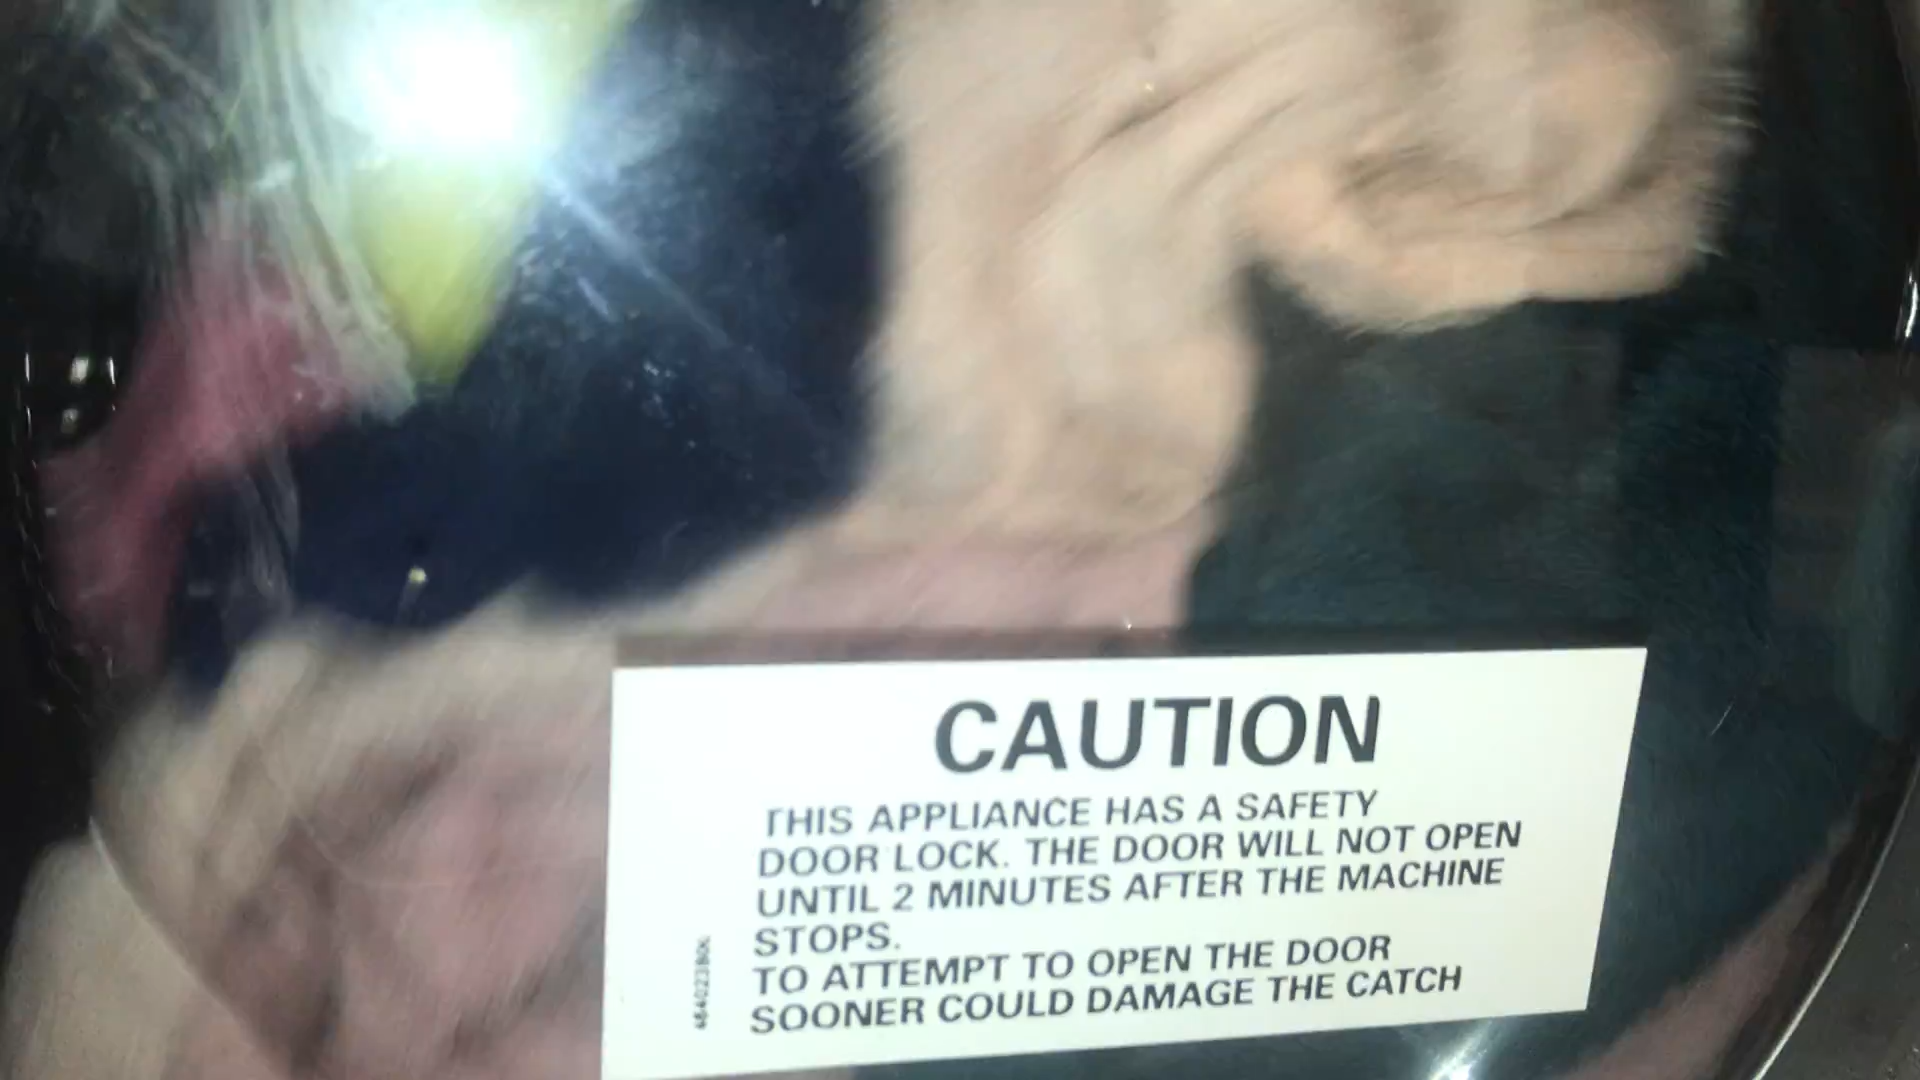 CAUTION
THIS APPLIANCE HAS A SAFETY
DOOR LOCK. THE DOOR WILL NOT OPEN
UNTIL 2 MINUTES AFTER THE MACHINE
STOPS.
TO ATTEMPT TO OPEN THE DOOR
SOONER COULD DAMAGE THE CATCH